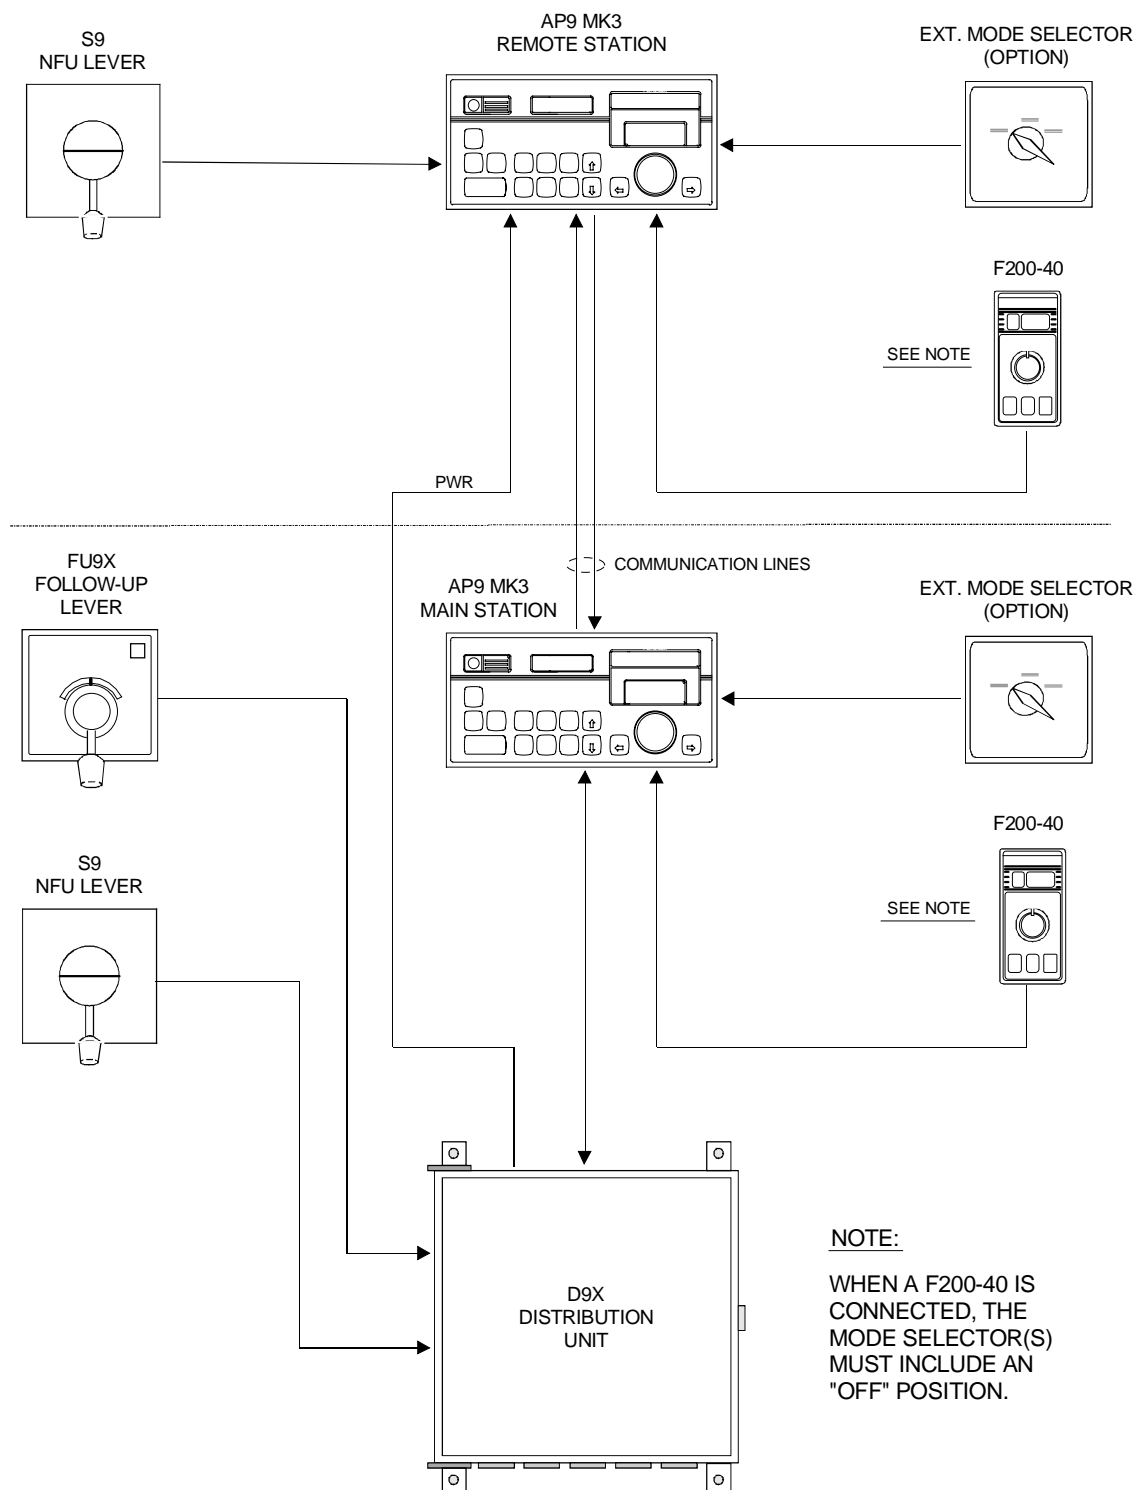 AP9 MK3
REMOTE STATION
S9
NFU LEVER
EXT. MODE SELECTOR
(OPTION)
F200-40
SEE NOTE
PWR
FU9X
FOLLOW-UP
LEVER
COMMUNICATION LINES
AP9 MK3
MAIN STATION
EXT. MODE SELECTOR
(OPTION)
F200-40
S9
NFU LEVER
SEE NOTE
D9X
DISTRIBUTION
UNIT
NOTE:
WHEN A F200-40 IS
CONNECTED, THE
MODE SELECTOR(S)
MUST INCLUDE AN
"OFF" POSITION.